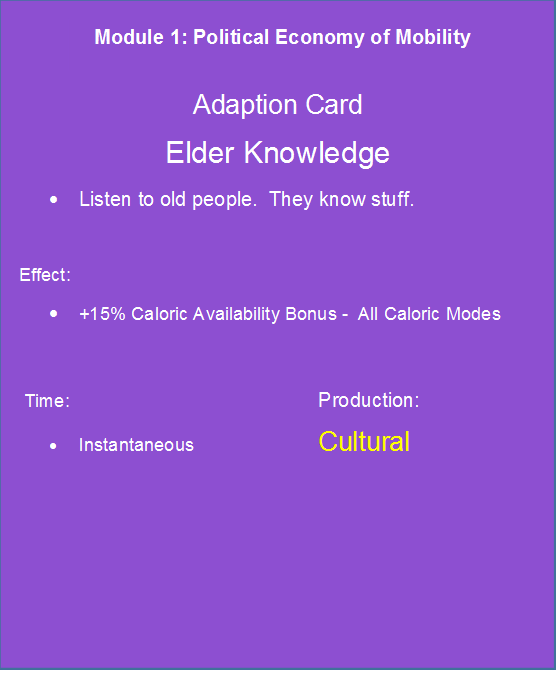 Module 1: Political Economy of Mobility
Adaption Card
Elder Knowledge
• Listen to old people.  They know stuff.
Effect:
• +15% Caloric Availability Bonus -  All Caloric Modes
Time:
Production:
• Instantaneous
Cultural